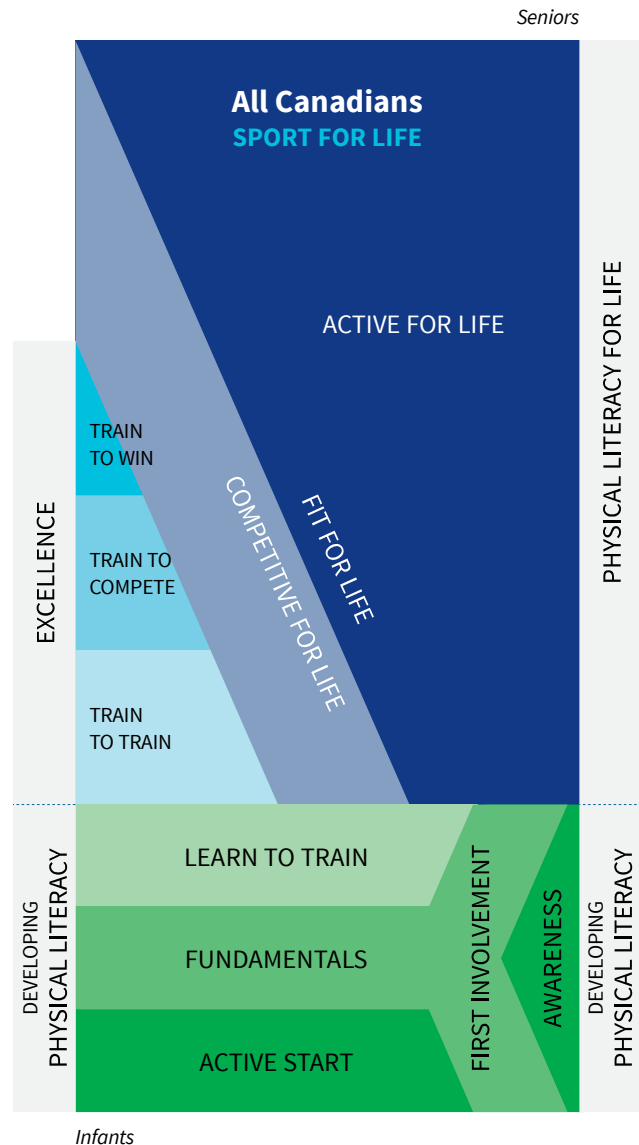 Seniors
All Canadians
SPORT FOR LIFE
ACTIVE FOR LIFE
PHYSICAL LITERACY FOR LIFE
TRAIN
TO WIN
EXCELLENCE
TRAIN TO
COMPETE
COMPETITIVE FOR LIFE
FIT FOR LIFE
TRAIN
TO TRAIN
DEVELOPING
PHYSICAL LITERACY
LEARN TO TRAIN
FUNDAMENTALS
ACTIVE START
FIRST INVOLVEMENT
AWARENESS
DEVELOPING
PHYSICAL LITERACY
Infants